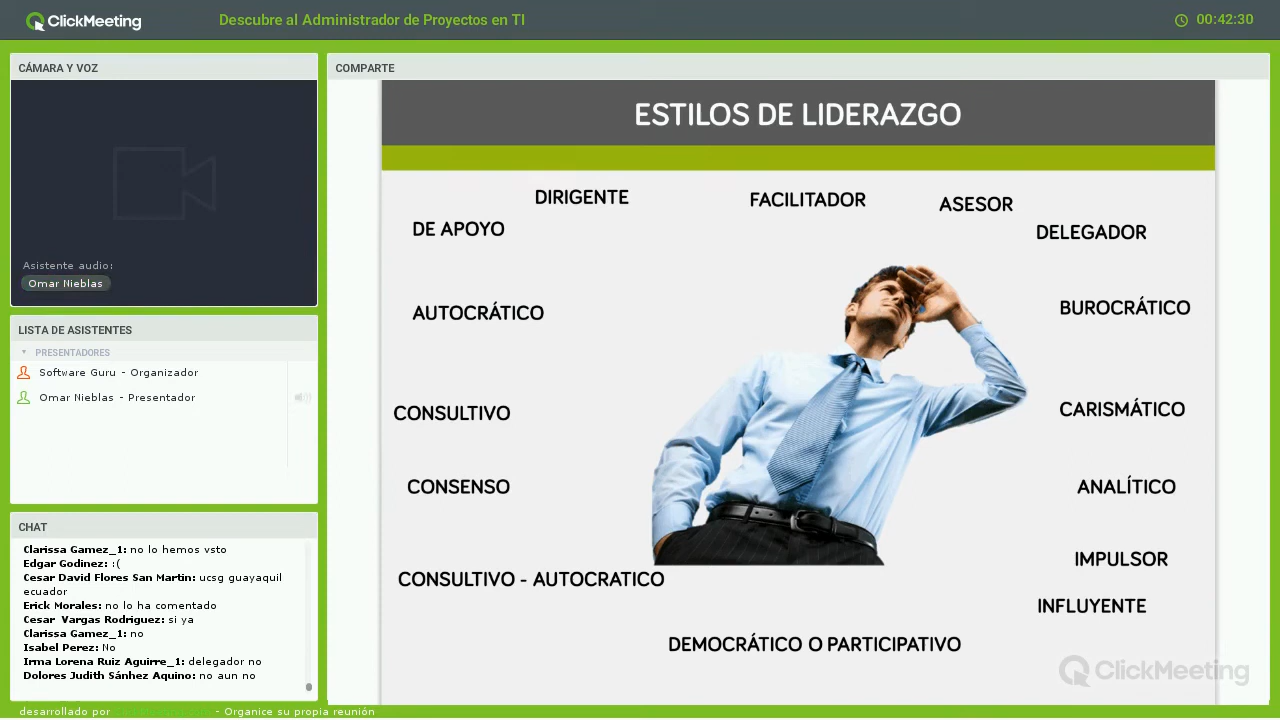 ClickMeeting
Descubre al Administrador de Proyectos en TI
00:42:30
CÁMARA Y VOZ
Asistente audio:
Omar Nieblas
LISTA DE ASISTENTES
PRESENTADORES
Software Guru - Organizador
Omar Nieblas - Presentador
CHAT
Clarissa Gamez_1: no lo hemos vsto
Edgar Godinez: :(
Cesar David Flores San Martin: ucsg guayaquil
ecuador
Erick Morales: no lo ha comentado
Cesar Vargas Rodriguez: si ya
Clarissa Gamez_1: no
Isabel Perez: No
Irma Lorena Ruiz Aguirre_1: delegador no
Dolores Judith Sánhez Aquino: no aun no
desarrollado por - Organice su propia reunión
COMPARTE
ESTILOS DE LIDERAZGO
DIRIGENTE
FACILITADOR
ASESOR
DE APOYO
DELEGADOR
AUTOCRÁTICO
BUROCRÁTICO
CONSULTIVO
CARISMÁTICO
CONSENSO
ANALÍTICO
IMPULSOR
CONSULTIVO - AUTOCRATICO
INFLUYENTE
DEMOCRÁTICO O PARTICIPATIVO
ClickMeeting